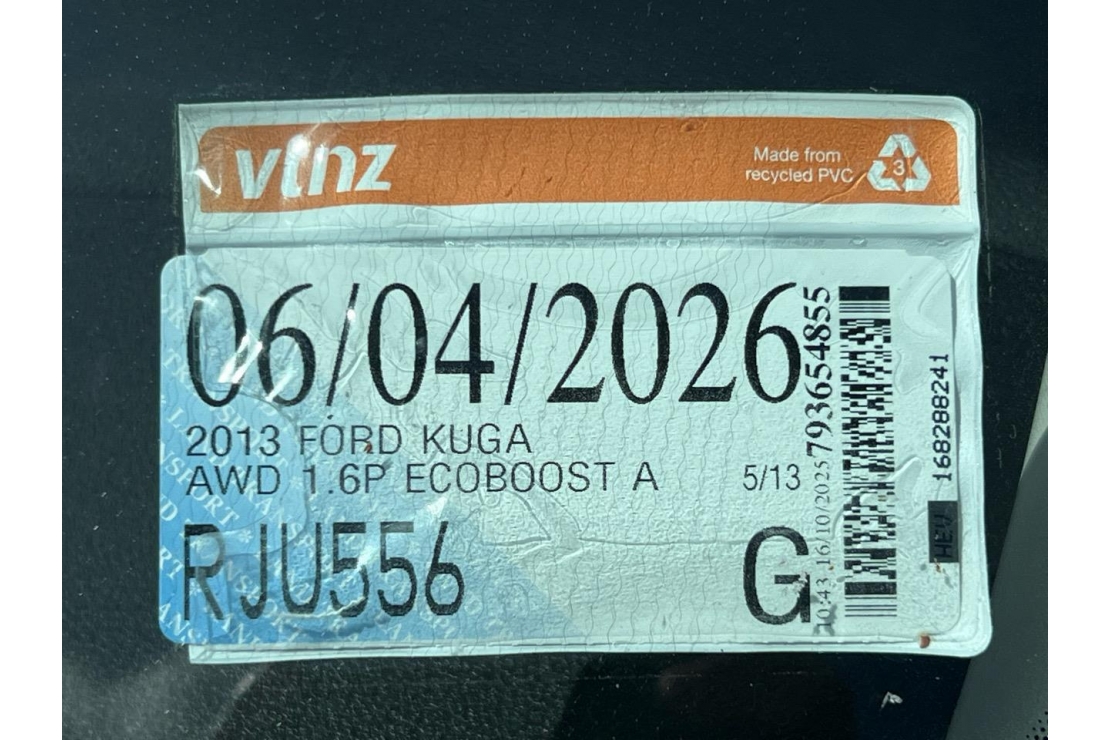 vtnz
Made from
recycled PVC
3
06/04/2026
2013 FORD KUGA
AWD 1.6P ECOBOOST A
5/13
RJU556
G
10:43 16/10/2025
793654855
168288241